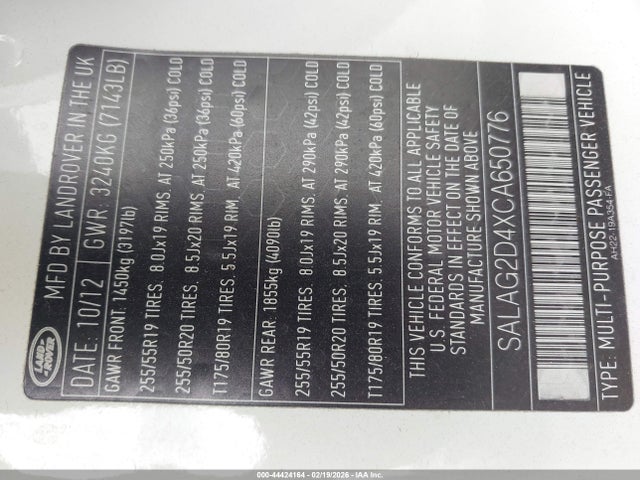 LAND ROVER
MFD BY LANDROVER IN THE UK
DATE: 10/12 GWR: 3240KG (7143LB)
GAWR FRONT: 1450kg (3197lb)
255/55R19 TIRES. 8.0Jx19 RIMS. AT 250kPa (36psi) COLD
255/50R20 TIRES. 8.5Jx20 RIMS. AT 250kPa (36psi) COLD
T175/80R19 TIRES. 5.5Jx19 RIM. AT 420kPa (60psi) COLD
GAWR REAR: 1855kg (4090lb)
255/55R19 TIRES. 8.0Jx19 RIMS. AT 290kPa (42psi) COLD
255/50R20 TIRES. 8.5Jx20 RIMS. AT 290kPa (42psi) COLD
T175/80R19 TIRES. 5.5Jx19 RIM. AT 420kPa (60psi) COLD
THIS VEHICLE CONFORMS TO ALL APPLICABLE
U.S. FEDERAL MOTOR VEHICLE SAFETY
STANDARDS IN EFFECT ON THE DATE OF
MANUFACTURE SHOWN ABOVE
SALAG2D4XCA650776
TYPE: MULTI-PURPOSE PASSENGER VEHICLE
AH22-19A354-FA
000-44424164 - 02/19/2026 - IAA Inc.